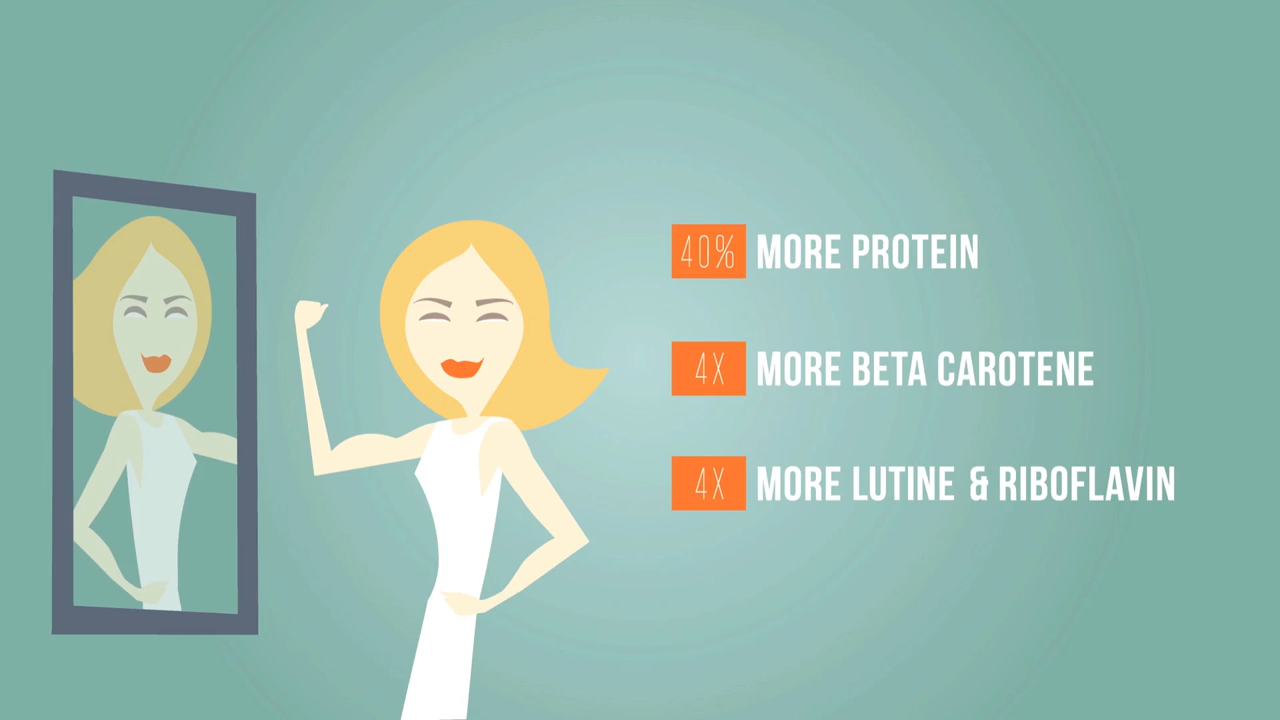 40% MORE PROTEIN
4X MORE BETA CAROTENE
4X MORE LUTINE & RIBOFLAVIN